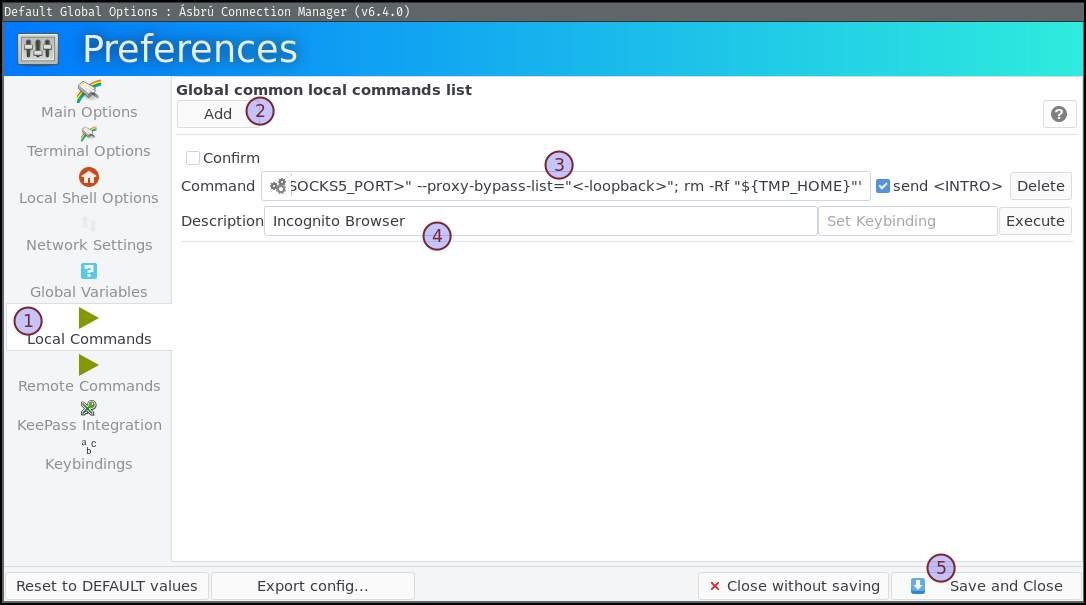 Default Global Options : Ásbrú Connection Manager (v6.4.0)
Preferences
Main Options
Terminal Options
Local Shell Options
Network Settings
Global Variables
1
Local Commands
Remote Commands
KeePass Integration
a b c
Keybindings
Global common local commands list
Add 2 ?
Confirm 3
Command SOCKS5_PORT>" --proxy-bypass-list="<-loopback>"; rm -Rf "${TMP_HOME}"' send <INTRO> Delete
Description Incognito Browser Set Keybinding Execute
4
5
Reset to DEFAULT values Export config... Close without saving Save and Close